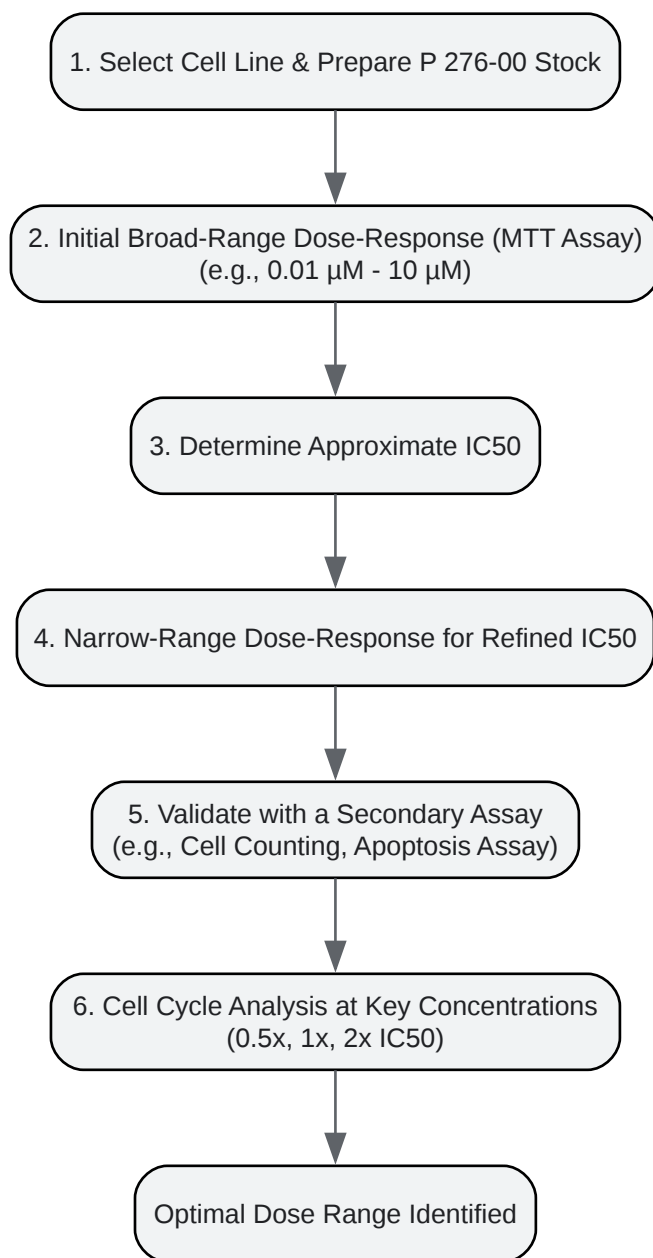 1. Select Cell Line & Prepare P 276-00 Stock
2. Initial Broad-Range Dose-Response (MTT Assay)
(e.g., 0.01 µM - 10 µM)
3. Determine Approximate IC50
4. Narrow-Range Dose-Response for Refined IC50
5. Validate with a Secondary Assay
(e.g., Cell Counting, Apoptosis Assay)
6. Cell Cycle Analysis at Key Concentrations
(0.5x, 1x, 2x IC50)
Optimal Dose Range Identified